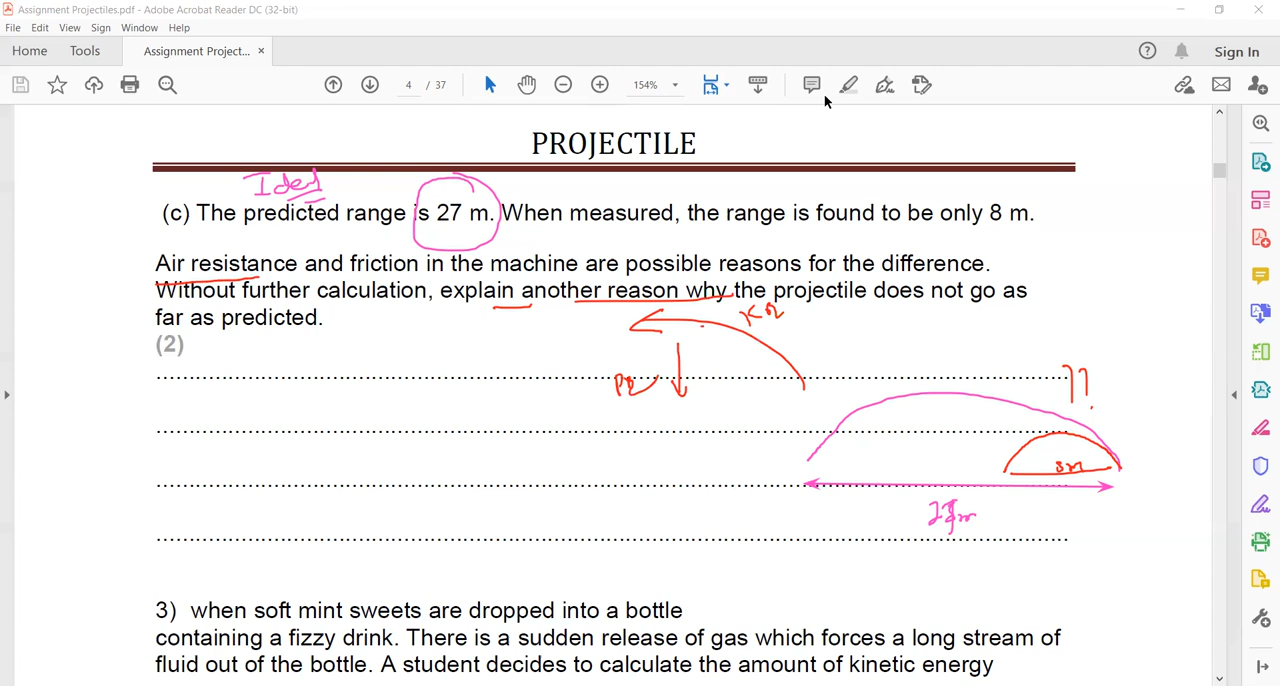 Assignment Projectiles.pdf - Adobe Acrobat Reader DC (32-bit)
File Edit View Sign Window Help
Home Tools Assignment Project... × Sign In
4 / 37 154%
PROJECTILE
Ideal
(c) The predicted range is 27 m. When measured, the range is found to be only 8 m.
Air resistance and friction in the machine are possible reasons for the difference.
Without further calculation, explain another reason why the projectile does not go as
far as predicted.
(2)
KE
PE
??
8m
27m
3) when soft mint sweets are dropped into a bottle
containing a fizzy drink. There is a sudden release of gas which forces a long stream of
fluid out of the bottle. A student decides to calculate the amount of kinetic energy